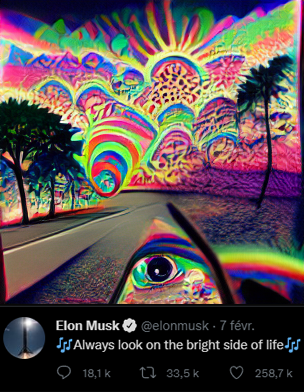 Elon Musk @elonmusk · 7 févr.
🎶Always look on the bright side of life🎶
18,1 k 33,5 k 258,7 k